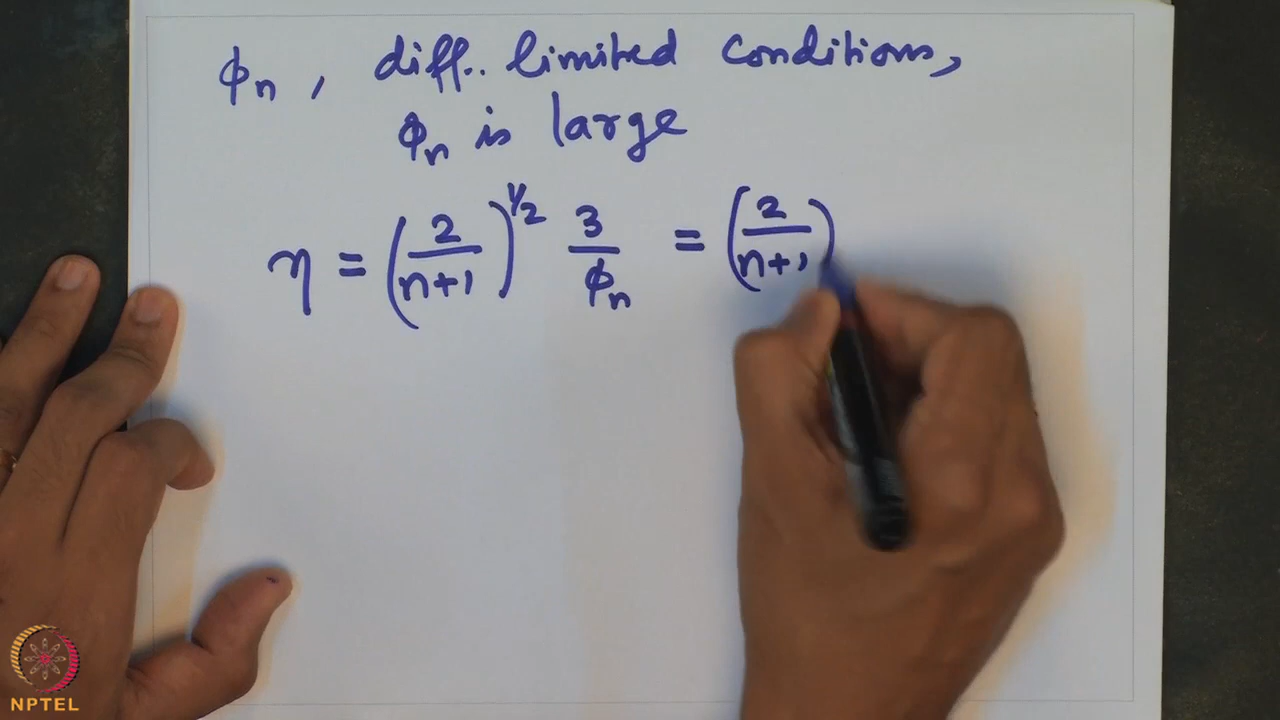 ϕn, diff.. limited conditions,
ϕn is large
η = (2/(n+1))^1/2 3/ϕn = (2/(n+1))
NPTEL